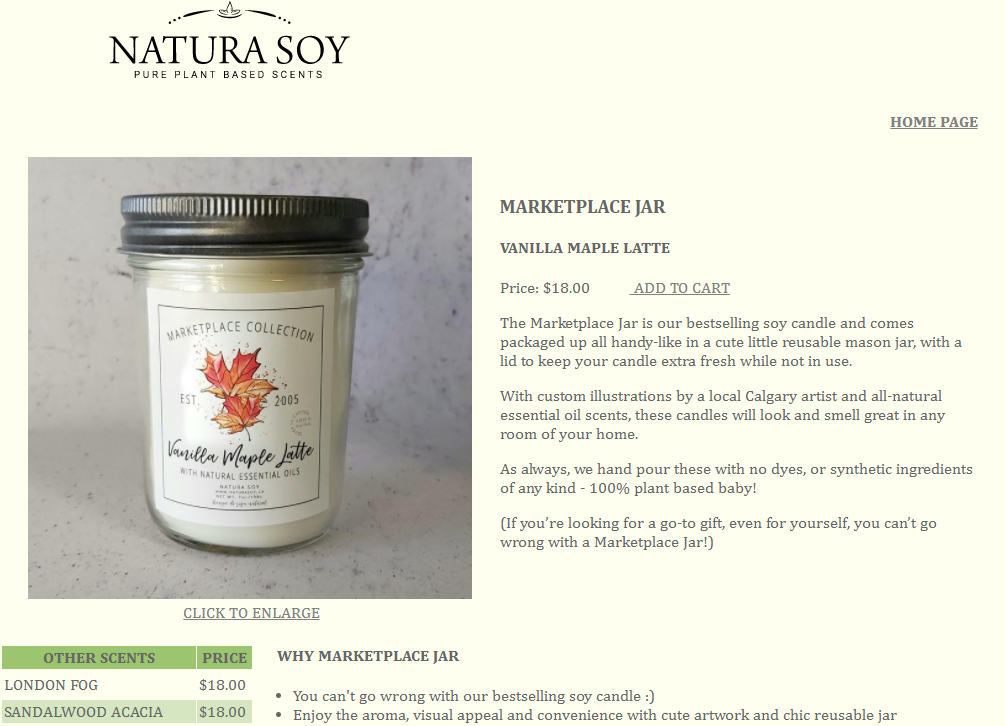 NATURA SOY
PURE PLANT BASED SCENTS
HOME PAGE
MARKETPLACE COLLECTION
EST. 2005
Vanilla Maple Latte
WITH NATURAL ESSENTIAL OILS
NATURA SOY
WWW.NATURASOY.CA
CLICK TO ENLARGE
MARKETPLACE JAR
VANILLA MAPLE LATTE
Price: $18.00 ADD TO CART
The Marketplace Jar is our bestselling soy candle and comes
packaged up all handy-like in a cute little reusable mason jar, with a
lid to keep your candle extra fresh while not in use.
With custom illustrations by a local Calgary artist and all-natural
essential oil scents, these candles will look and smell great in any
room of your home.
As always, we hand pour these with no dyes, or synthetic ingredients
of any kind - 100% plant based baby!
(If you’re looking for a go-to gift, even for yourself, you can’t go
wrong with a Marketplace Jar!)
OTHER SCENTS PRICE
LONDON FOG $18.00
SANDALWOOD ACACIA $18.00
WHY MARKETPLACE JAR
• You can't go wrong with our bestselling soy candle :)
• Enjoy the aroma, visual appeal and convenience with cute artwork and chic reusable jar